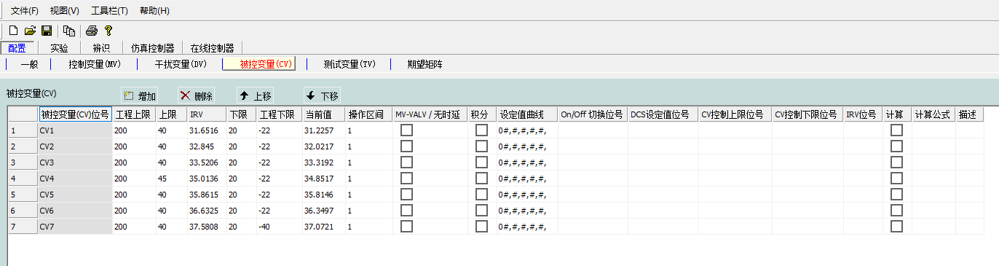 文件(F) 视图(V) 工具栏(T) 帮助(H)
配置 实验 辨识 仿真控制器 在线控制器
一般 控制变量(MV) 干扰变量(DV) 被控变量(CV) 测试变量(TV) 期望矩阵
被控变量(CV) 增加 删除 上移 下移
被控变量(CV)位号 工程上限 上限 IRV 下限 工程下限 当前值 操作区间 MV-VALV / 无时延 积分 设定值曲线 On/Off 切换位号 DCS设定值位号 CV控制上限位号 CV控制下限位号 IRV位号 计算 计算公式 描述
1 CV1 200 40 31.6516 20 -22 31.2257 1 0#,#,#,#,#,
2 CV2 200 40 32.845 20 -22 32.0217 1 0#,#,#,#,#,
3 CV3 200 40 33.5206 20 -22 33.3192 1 0#,#,#,#,#,
4 CV4 200 45 35.0136 20 -22 34.8517 1 0#,#,#,#,#,
5 CV5 200 40 35.8615 20 -22 35.8146 1 0#,#,#,#,#,
6 CV6 200 40 36.6325 20 -22 36.3497 1 0#,#,#,#,#,
7 CV7 200 40 37.5808 20 -40 37.0721 1 0#,#,#,#,#,